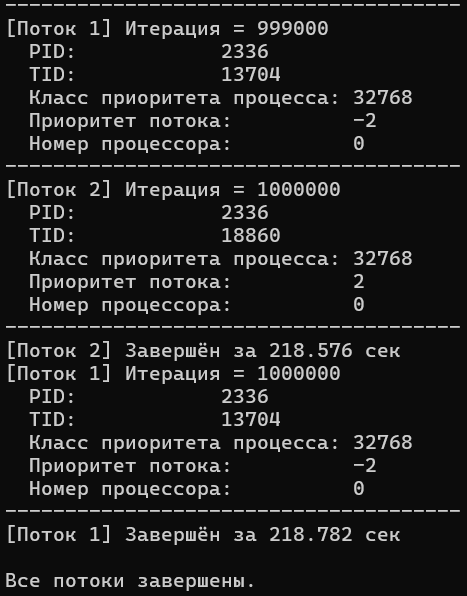 --------------------------------------
[Поток 1] Итерация = 999000
  PID:            2336
  TID:            13704
  Класс приоритета процесса: 32768
  Приоритет потока:          -2
  Номер процессора:          0
--------------------------------------
[Поток 2] Итерация = 1000000
  PID:            2336
  TID:            18860
  Класс приоритета процесса: 32768
  Приоритет потока:          2
  Номер процессора:          0
--------------------------------------
[Поток 2] Завершён за 218.576 сек
[Поток 1] Итерация = 1000000
  PID:            2336
  TID:            13704
  Класс приоритета процесса: 32768
  Приоритет потока:          -2
  Номер процессора:          0
--------------------------------------
[Поток 1] Завершён за 218.782 сек

Все потоки завершены.